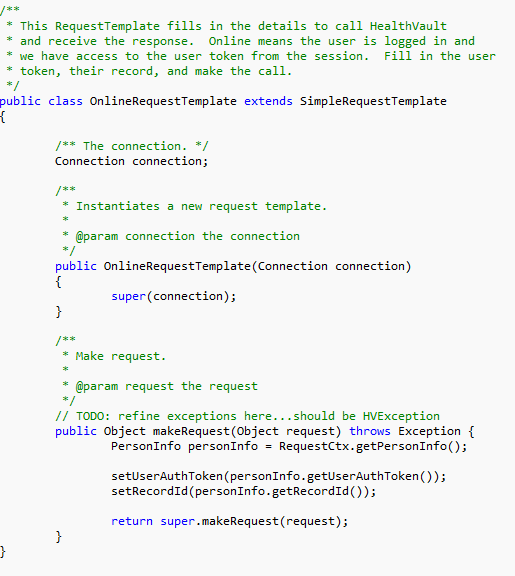 /**
 * This RequestTemplate fills in the details to call HealthVault
 * and receive the response.  Online means the user is logged in and
 * we have access to the user token from the session.  Fill in the user
 * token, their record, and make the call.
 */
public class OnlineRequestTemplate extends SimpleRequestTemplate
{
        /** The connection. */
        Connection connection;
        /**
         * Instantiates a new request template.
         *
         * @param connection the connection
         */
        public OnlineRequestTemplate(Connection connection)
        {
                super(connection);
        }
        /**
         * Make request.
         *
         * @param request the request
         */
        // TODO: refine exceptions here...should be HVException
        public Object makeRequest(Object request) throws Exception {
                PersonInfo personInfo = RequestCtx.getPersonInfo();
                setUserAuthToken(personInfo.getUserAuthToken());
                setRecordId(personInfo.getRecordId());
                return super.makeRequest(request);
        }
}